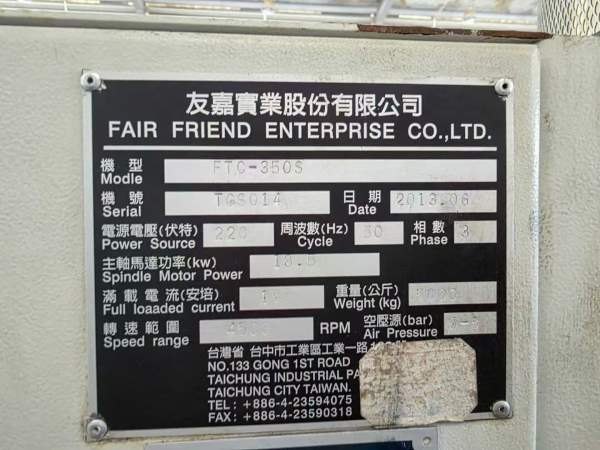 友嘉實業股份有限公司
FAIR FRIEND ENTERPRISE CO.,LTD.
機型 Modle FTC-350S
機號 Serial TGS014 日期 Date 2013.06
電源電壓(伏特) Power Source 220 周波數(Hz) Cycle 相數 Phase 3
主軸馬達功率(kw) Spindle Motor Power
滿載電流(安培) Full loaaded current 重量(公斤) Weight (kg)
轉速範圍 Speed range RPM 空壓源(bar) Air Pressure
台灣省 台中市工業區工業一路
NO.133 GONG 1ST ROAD
TAICHUNG INDUSTRIAL
TAICHUNG CITY TAIWAN.
TEL : +886-4-23594075
FAX : +886-4-23590318